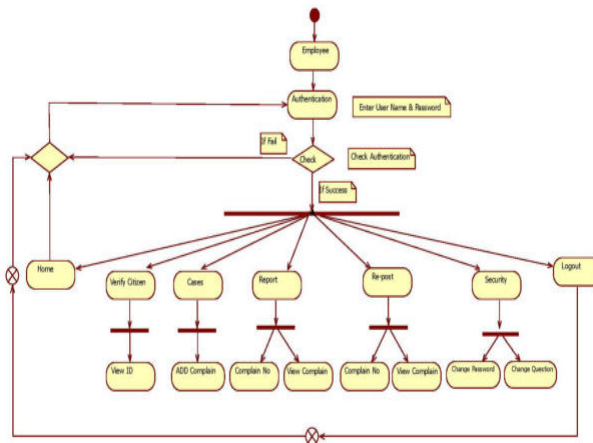 Employee
Authentication
Enter User Name & Password
If Fail
Check
Check Authentication
If Success
Home
Verify Citizen
Cases
Report
Re-post
Security
Logout
View ID
ADD Complain
Complain No
View Complain
Complain No
View Complain
Change Password
Change Question